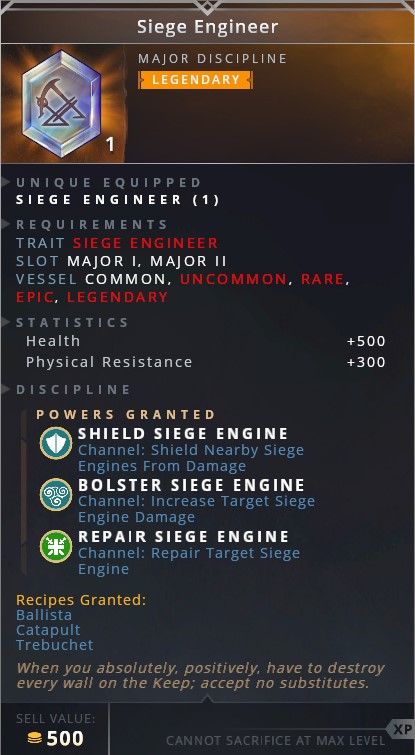 Siege Engineer
MAJOR DISCIPLINE
LEGENDARY
1
UNIQUE EQUIPPED
SIEGE ENGINEER (1)
REQUIREMENTS
TRAIT SIEGE ENGINEER
SLOT MAJOR I, MAJOR II
VESSEL COMMON, UNCOMMON, RARE,
EPIC, LEGENDARY
STATISTICS
Health +500
Physical Resistance +300
DISCIPLINE
POWERS GRANTED
SHIELD SIEGE ENGINE
Channel: Shield Nearby Siege
Engines From Damage
BOLSTER SIEGE ENGINE
Channel: Increase Target Siege
Engine Damage
REPAIR SIEGE ENGINE
Channel: Repair Target Siege
Engine
Recipes Granted:
Ballista
Catapult
Trebuchet
When you absolutely, positively, have to destroy
every wall on the Keep; accept no substitutes.
SELL VALUE:
500
XP
CANNOT SACRIFICE AT MAX LEVEL